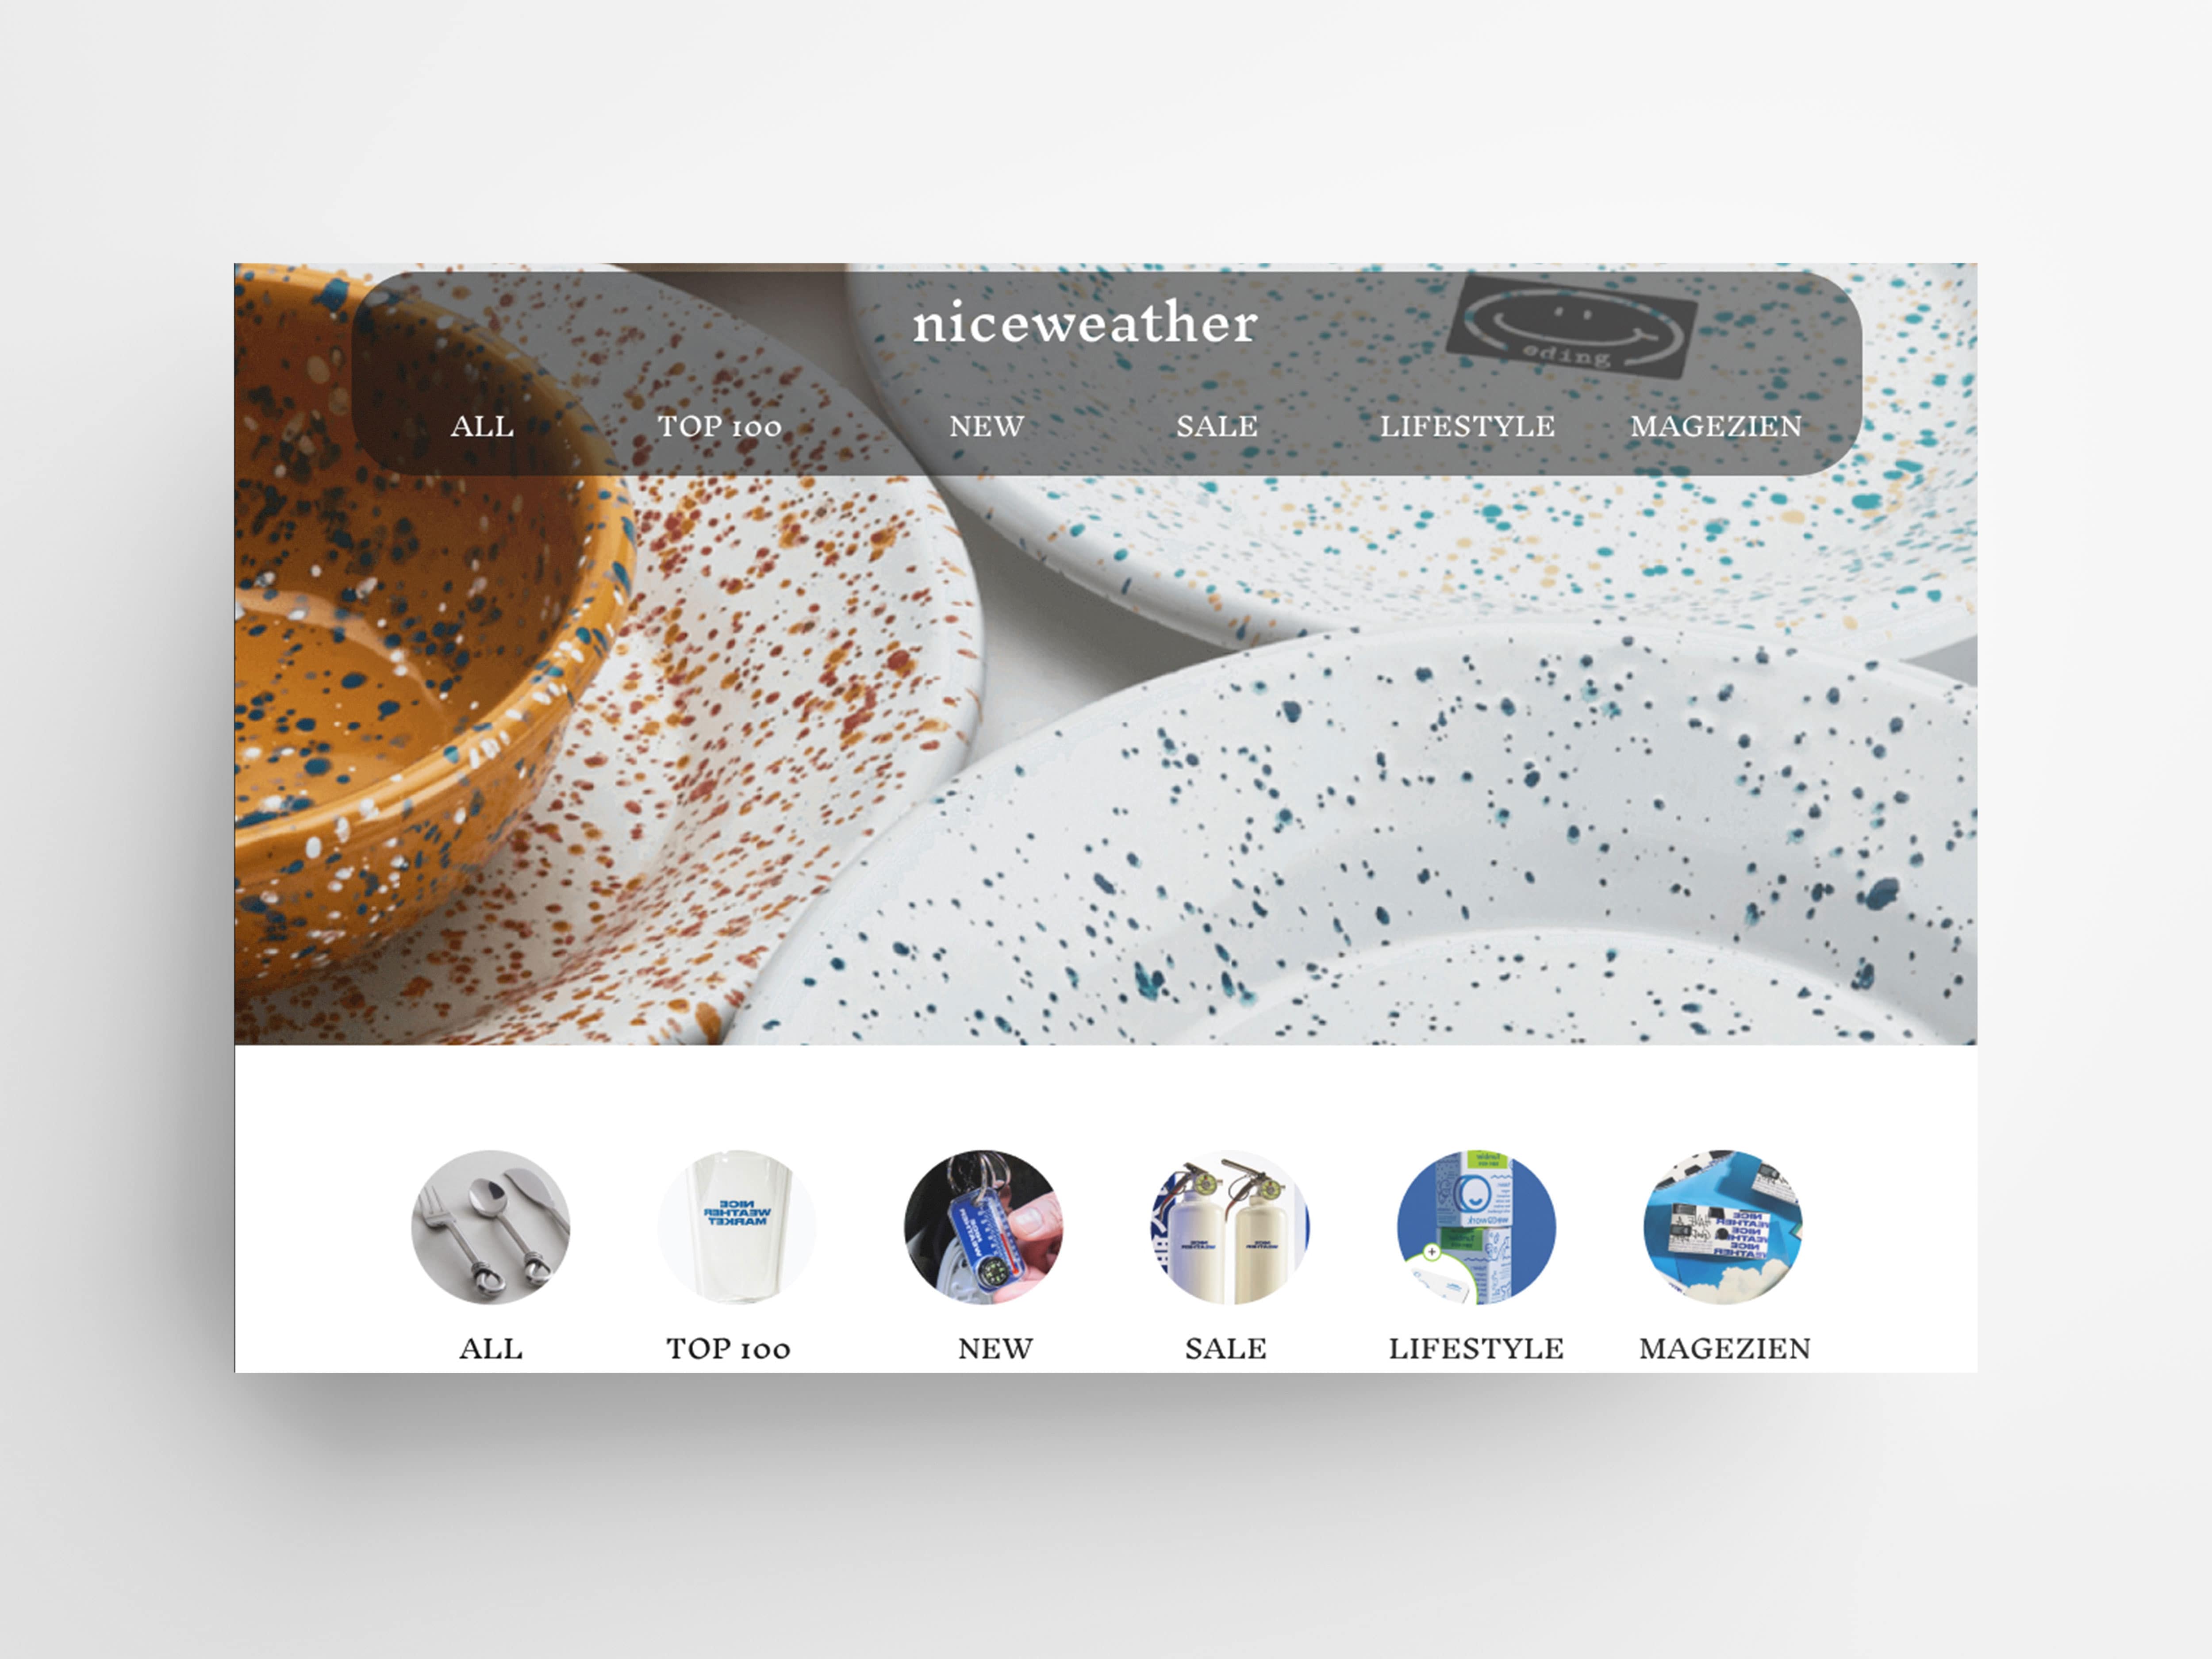 niceweather
eding
ALL
TOP 100
NEW
SALE
LIFESTYLE
MAGEZIEN
NICE
WEATHER
MARKET
ALL
TOP 100
NEW
SALE
LIFESTYLE
MAGEZIEN